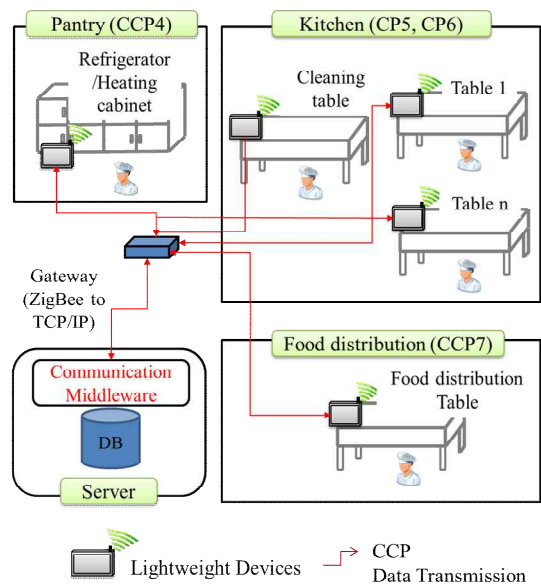 Pantry (CCP4)
Refrigerator
/Heating
cabinet
Kitchen (CP5, CP6)
Cleaning
table
Table 1
Table n
Gateway
(ZigBee to
TCP/IP)
Communication
Middleware
DB
Server
Food distribution (CCP7)
Food distribution
Table
Lightweight Devices
CCP
Data Transmission